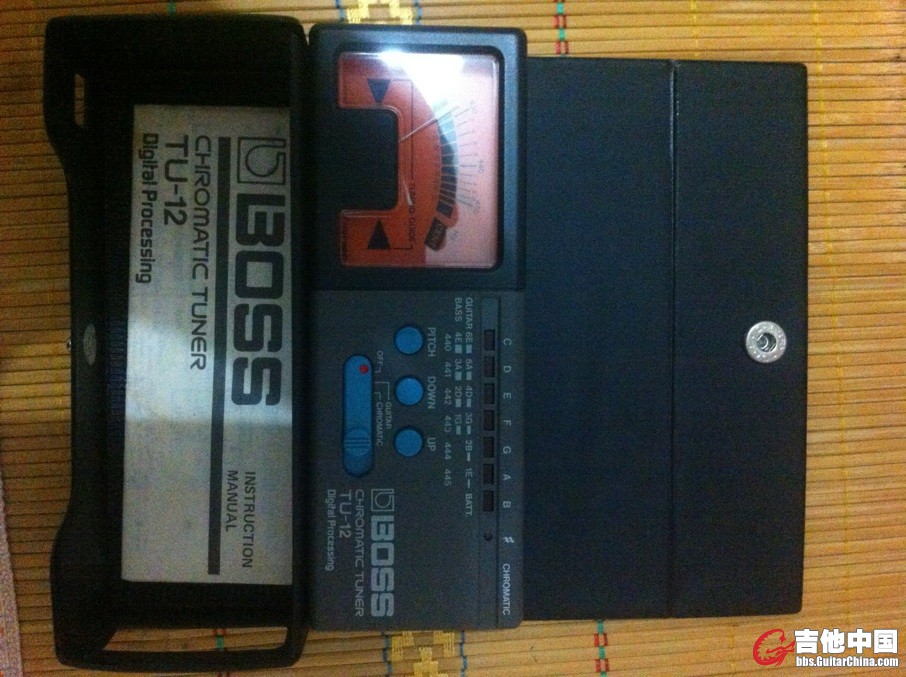 BOSS
CHROMATIC TUNER
TU-12
Digital Processing
INSTRUCTION
MANUAL
C D E F G A B # CHROMATIC
GUITAR 6E 5A 4D 3G 2B 1E BATT.
BASS 4E 3A 2D 1G
440 441 442 443 444 445
PITCH DOWN UP
OFF
GUITAR
CHROMATIC
BOSS
CHROMATIC TUNER
TU-12
Digital Processing
吉他中国
bbs.GuitarChina.com